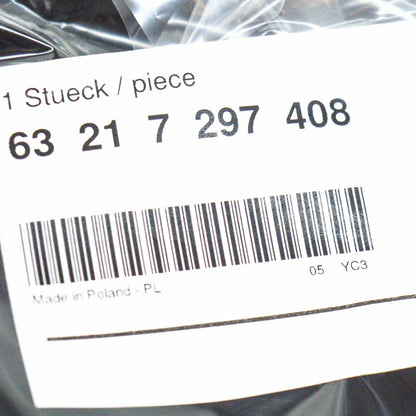 1 Stueck / piece
63 21 7 297 408
05 YC3
Made in Poland - PL